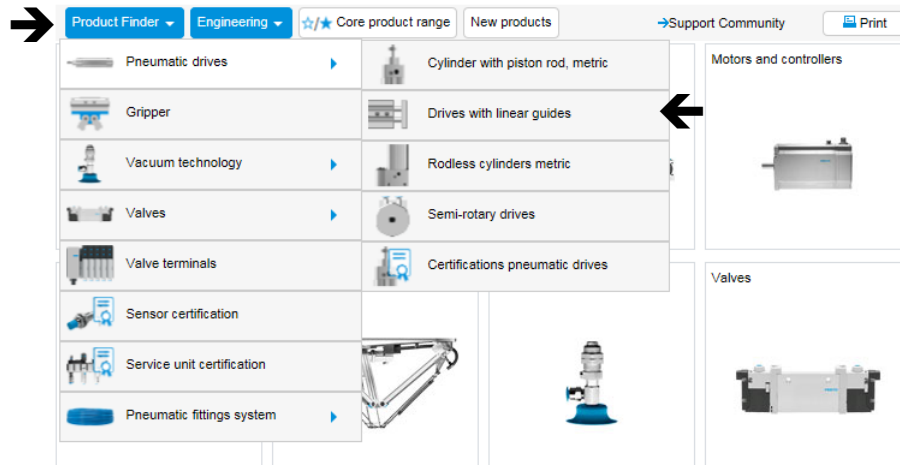 Product Finder
Engineering
Core product range
New products
Support Community
Print
Pneumatic drives
Gripper
Vacuum technology
Valves
Valve terminals
Sensor certification
Service unit certification
Pneumatic fittings system
Cylinder with piston rod, metric
Drives with linear guides
Rodless cylinders metric
Semi-rotary drives
Certifications pneumatic drives
Motors and controllers
Valves